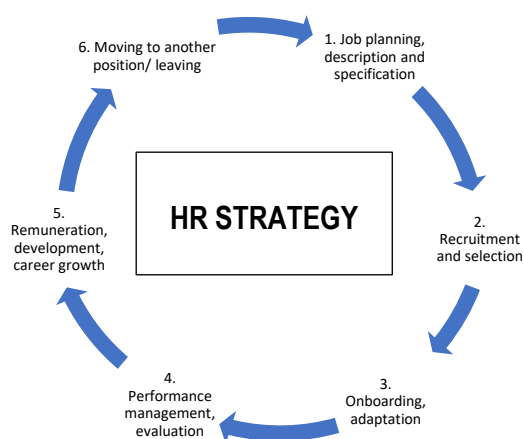 1. Job planning,
description and
specification
2.
Recruitment
and selection
3.
Onboarding,
adaptation
4.
Performance
management,
evaluation
5.
Remuneration,
development,
career growth
6. Moving to another
position/ leaving
HR STRATEGY